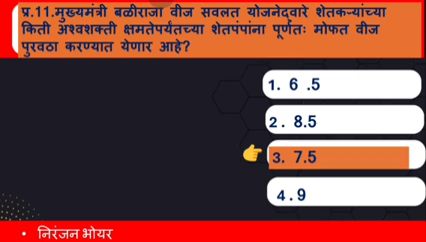 प्र.11.मुख्यमंत्री बळीराजा वीज सवलत योजनेद्वारे शेतकऱ्यांच्या
किती अश्वशक्ती क्षमतेपर्यंतच्या शेतपंपांना पूर्णतः मोफत वीज
पुरवठा करण्यात येणार आहे?
1. 6 .5
2 . 8.5
3. 7.5
4 . 9
• निरंजन भोयर